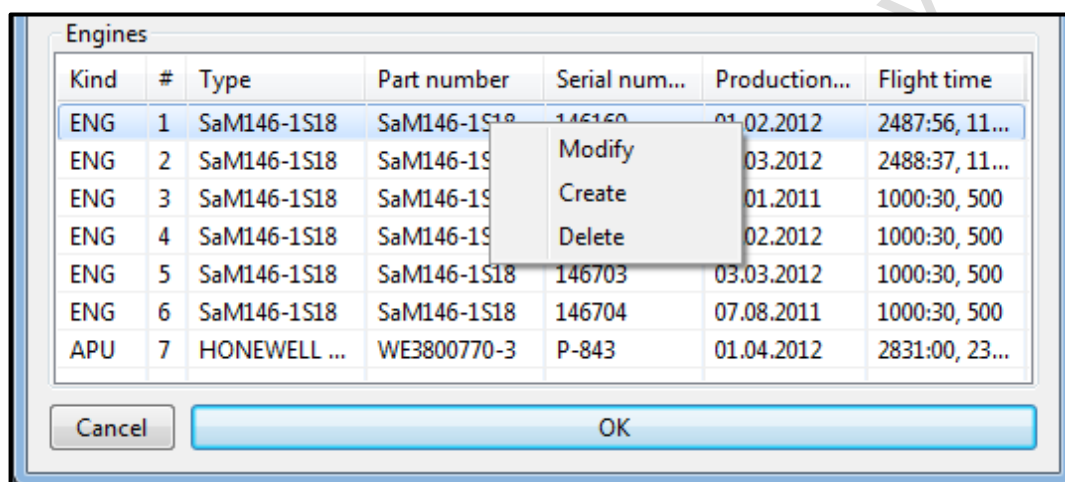 Engines
Kind # Type Part number Serial num... Production... Flight time
ENG 1 SaM146-1S18 SaM146-1S18 146160 01.02.2012 2487:56, 11...
ENG 2 SaM146-1S18 SaM146-1S 03.2012 2488:37, 11...
ENG 3 SaM146-1S18 SaM146-1S 01.2011 1000:30, 500
ENG 4 SaM146-1S18 SaM146-1S 02.2012 1000:30, 500
ENG 5 SaM146-1S18 SaM146-1S18 146703 03.03.2012 1000:30, 500
ENG 6 SaM146-1S18 SaM146-1S18 146704 07.08.2011 1000:30, 500
APU 7 HONEWELL ... WE3800770-3 P-843 01.04.2012 2831:00, 23...
Modify
Create
Delete
Cancel OK